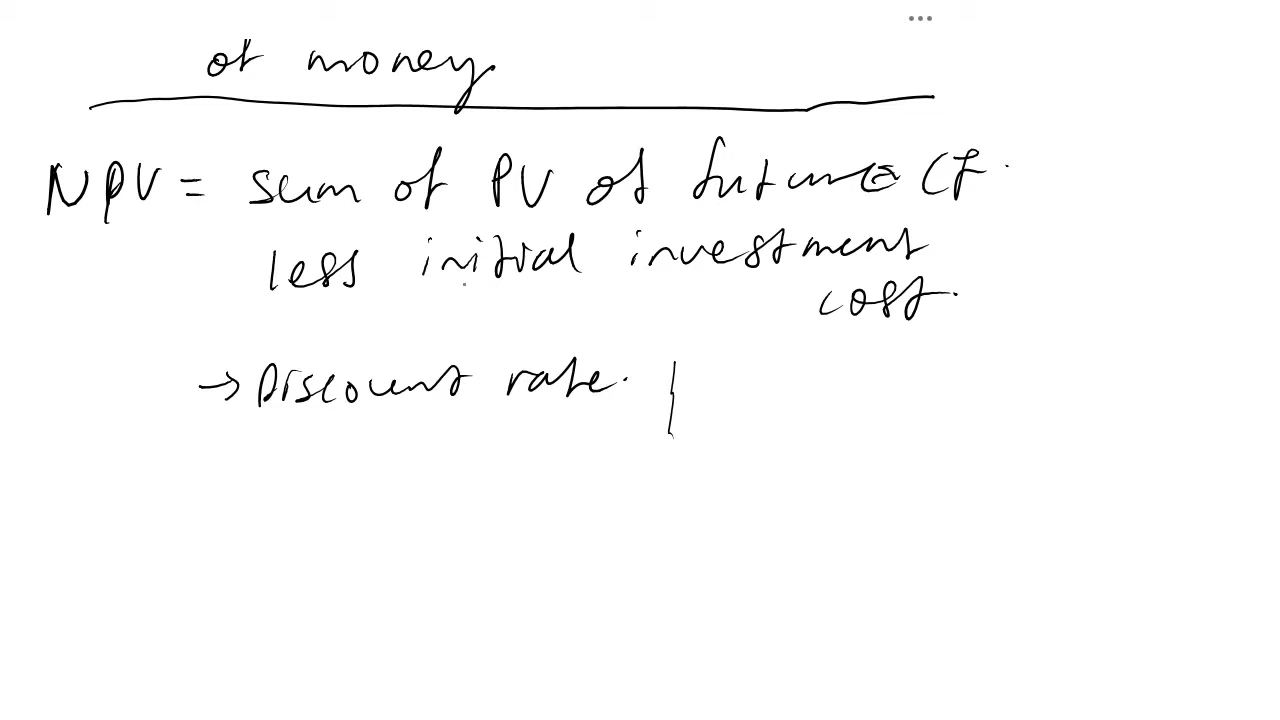 of money.
NPV = sum of PV of future CF.
less initial investment
cost.
→ Discount rate.